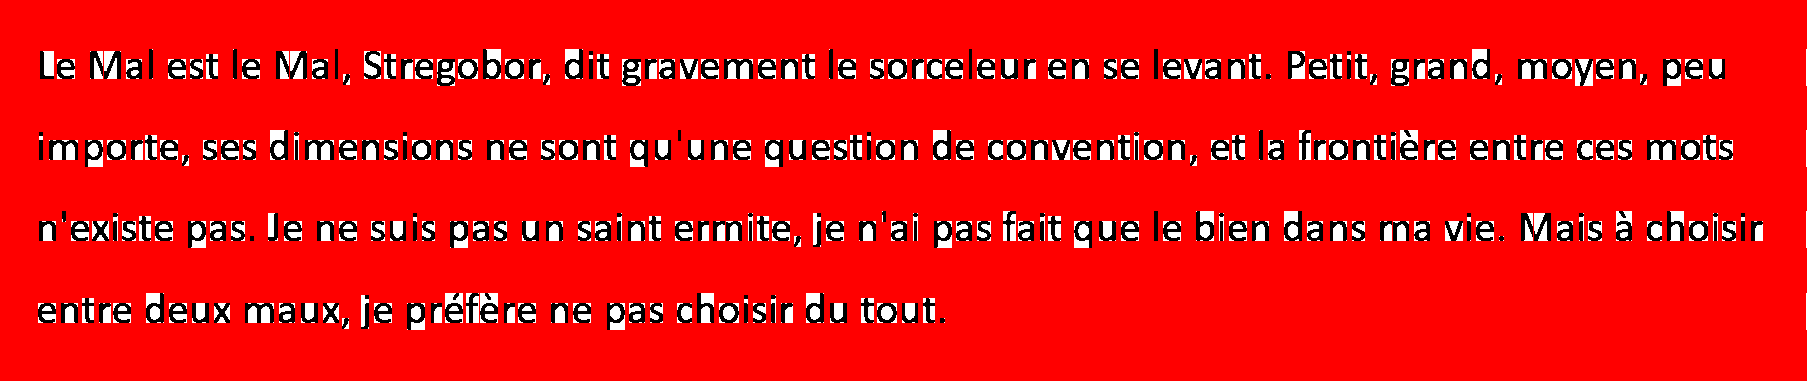 Le Mal est le Mal, Stregobor, dit gravement le sorceleur en se levant. Petit, grand, moyen, peu
importe, ses dimensions ne sont qu'une question de convention, et la frontière entre ces mots
n'existe pas. Je ne suis pas un saint ermite, je n'ai pas fait que le bien dans ma vie. Mais à choisir
entre deux maux, je préfère ne pas choisir du tout.